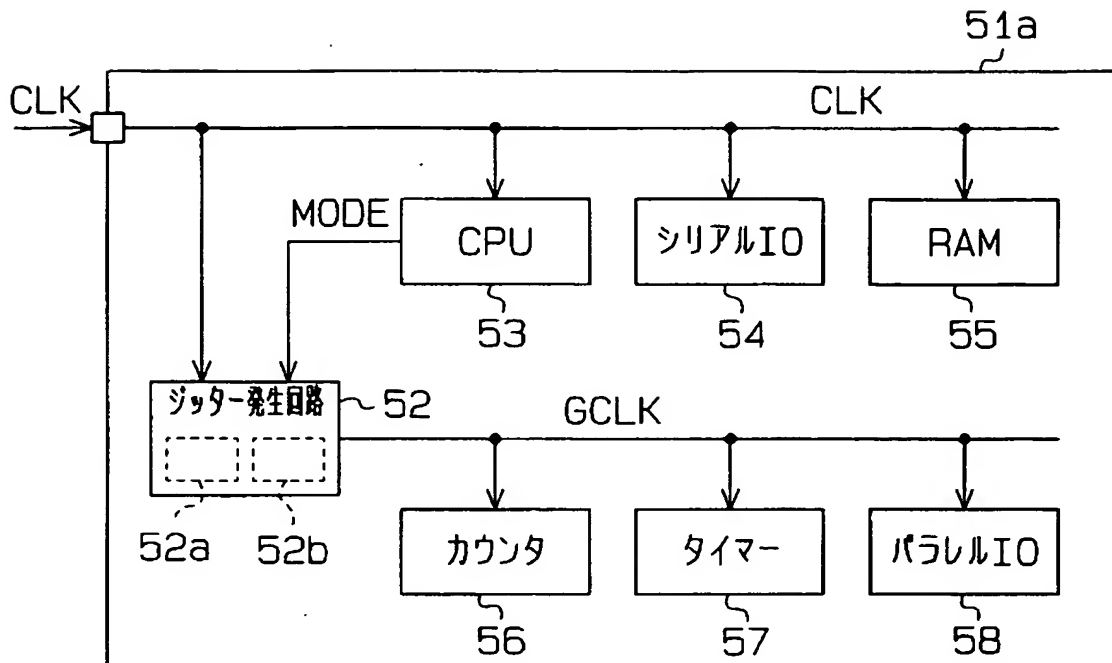 51a
CLK
CLK
MODE
CPU
シリアルIO
RAM
53
54
55
ジッター発生回路
52
GCLK
52a
52b
カウンタ
タイマー
パラレルIO
56
57
58